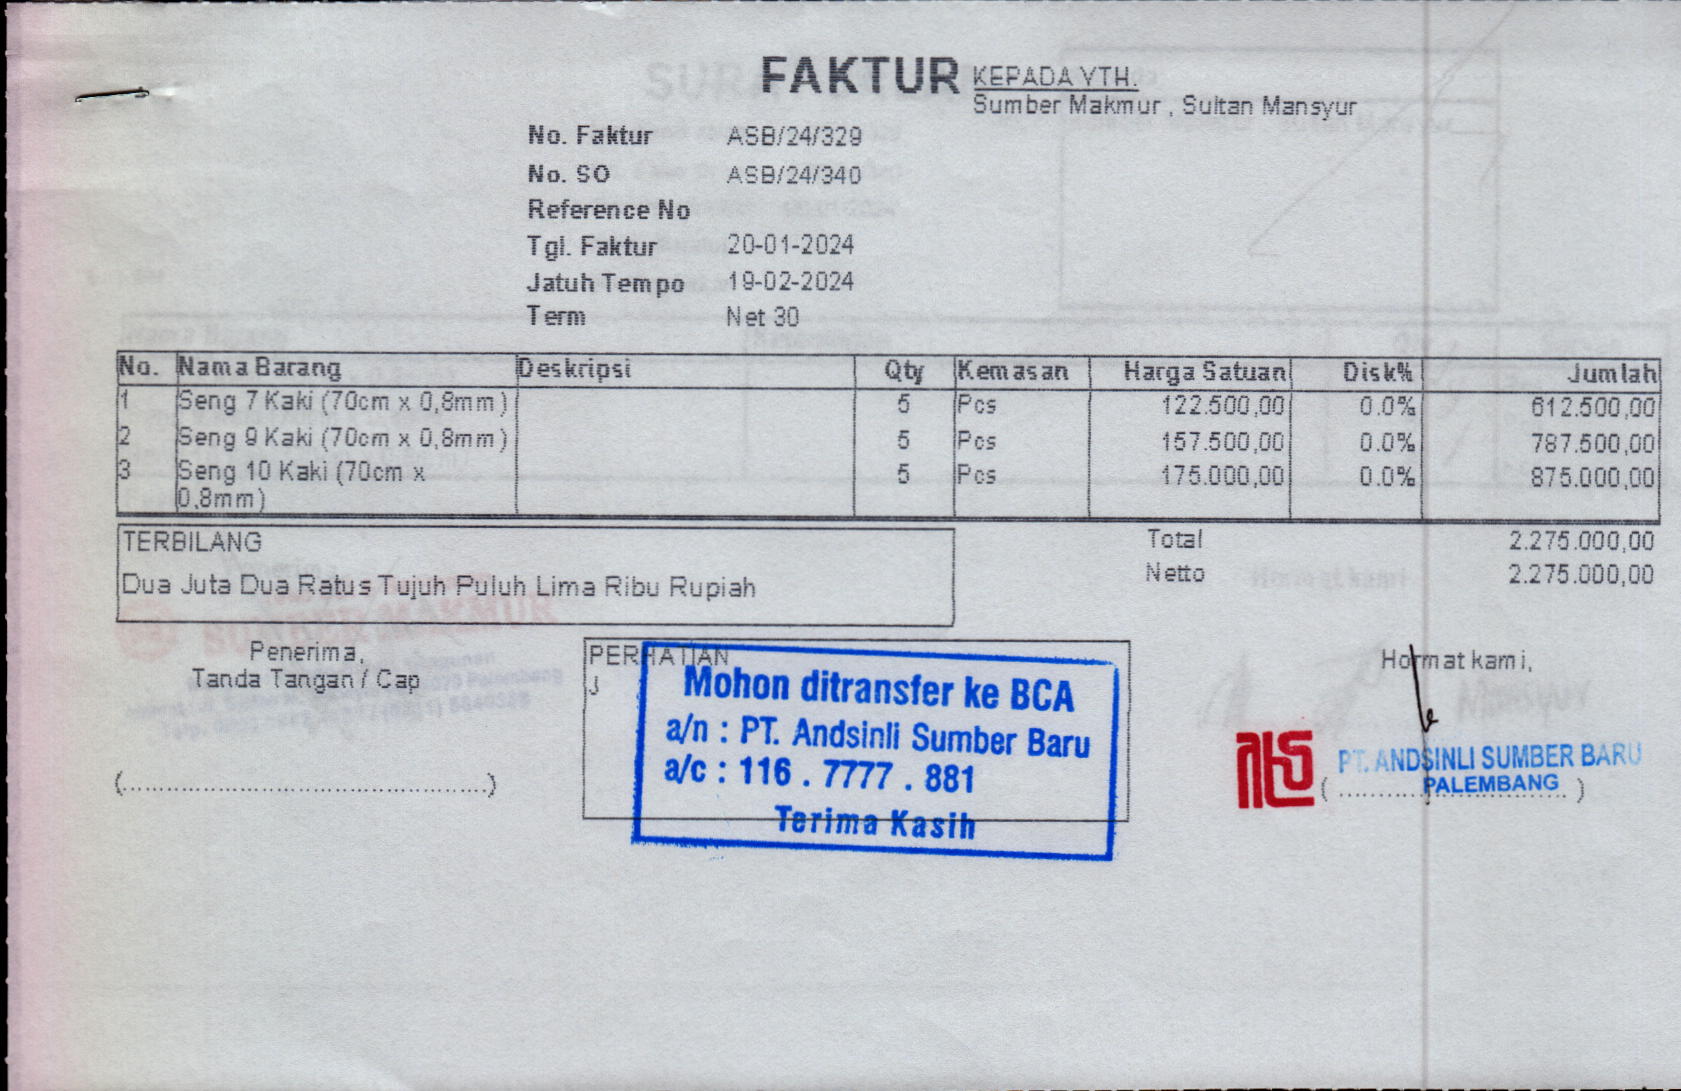 FAKTUR
KEPADA YTH.
Sumber Makmur , Sultan Mansyur
No. Faktur ASB/24/329
No. SO ASB/24/340
Reference No
Tgl. Faktur 20-01-2024
Jatuh Tempo 19-02-2024
Term Net 30
No. Nama Barang Deskripsi Qty Kemasan Harga Satuan Disk% Jumlah
1 Seng 7 Kaki (70cm x 0,8mm) 5 Pcs 122.500,00 0.0% 612.500,00
2 Seng 9 Kaki (70cm x 0,8mm) 5 Pcs 157.500,00 0.0% 787.500,00
3 Seng 10 Kaki (70cm x 5 Pcs 175.000,00 0.0% 875.000,00
0,8mm)
TERBILANG
Dua Juta Dua Ratus Tujuh Puluh Lima Ribu Rupiah
Total 2.275.000,00
Netto 2.275.000,00
Penerima,
Tanda Tangan / Cap
(............................................)
PERHATIAN
Mohon ditransfer ke BCA
a/n : PT. Andsinli Sumber Baru
a/c : 116 . 7777 . 881
Terima Kasih
Hormat kami,
PT. ANDSINLI SUMBER BARU
PALEMBANG
(............................)